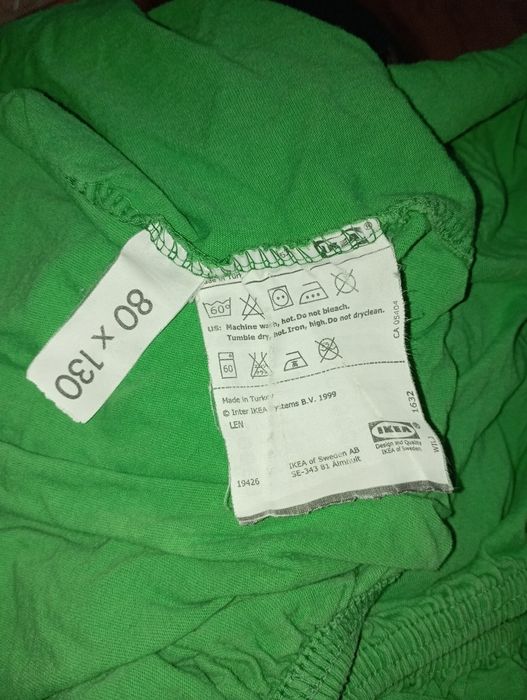 80 x 130
60°
US: Machine wash, hot. Do not bleach.
Tumble dry, hot. Iron, high. Do not dryclean.
60
CA 05404
Made in Turkey
© Inter IKEA Systems B.V. 1999
LEN
1632
IKEA
Design and Quality
IKEA of Sweden
IKEA of Sweden AB
SE-343 81 Älmhult
19426